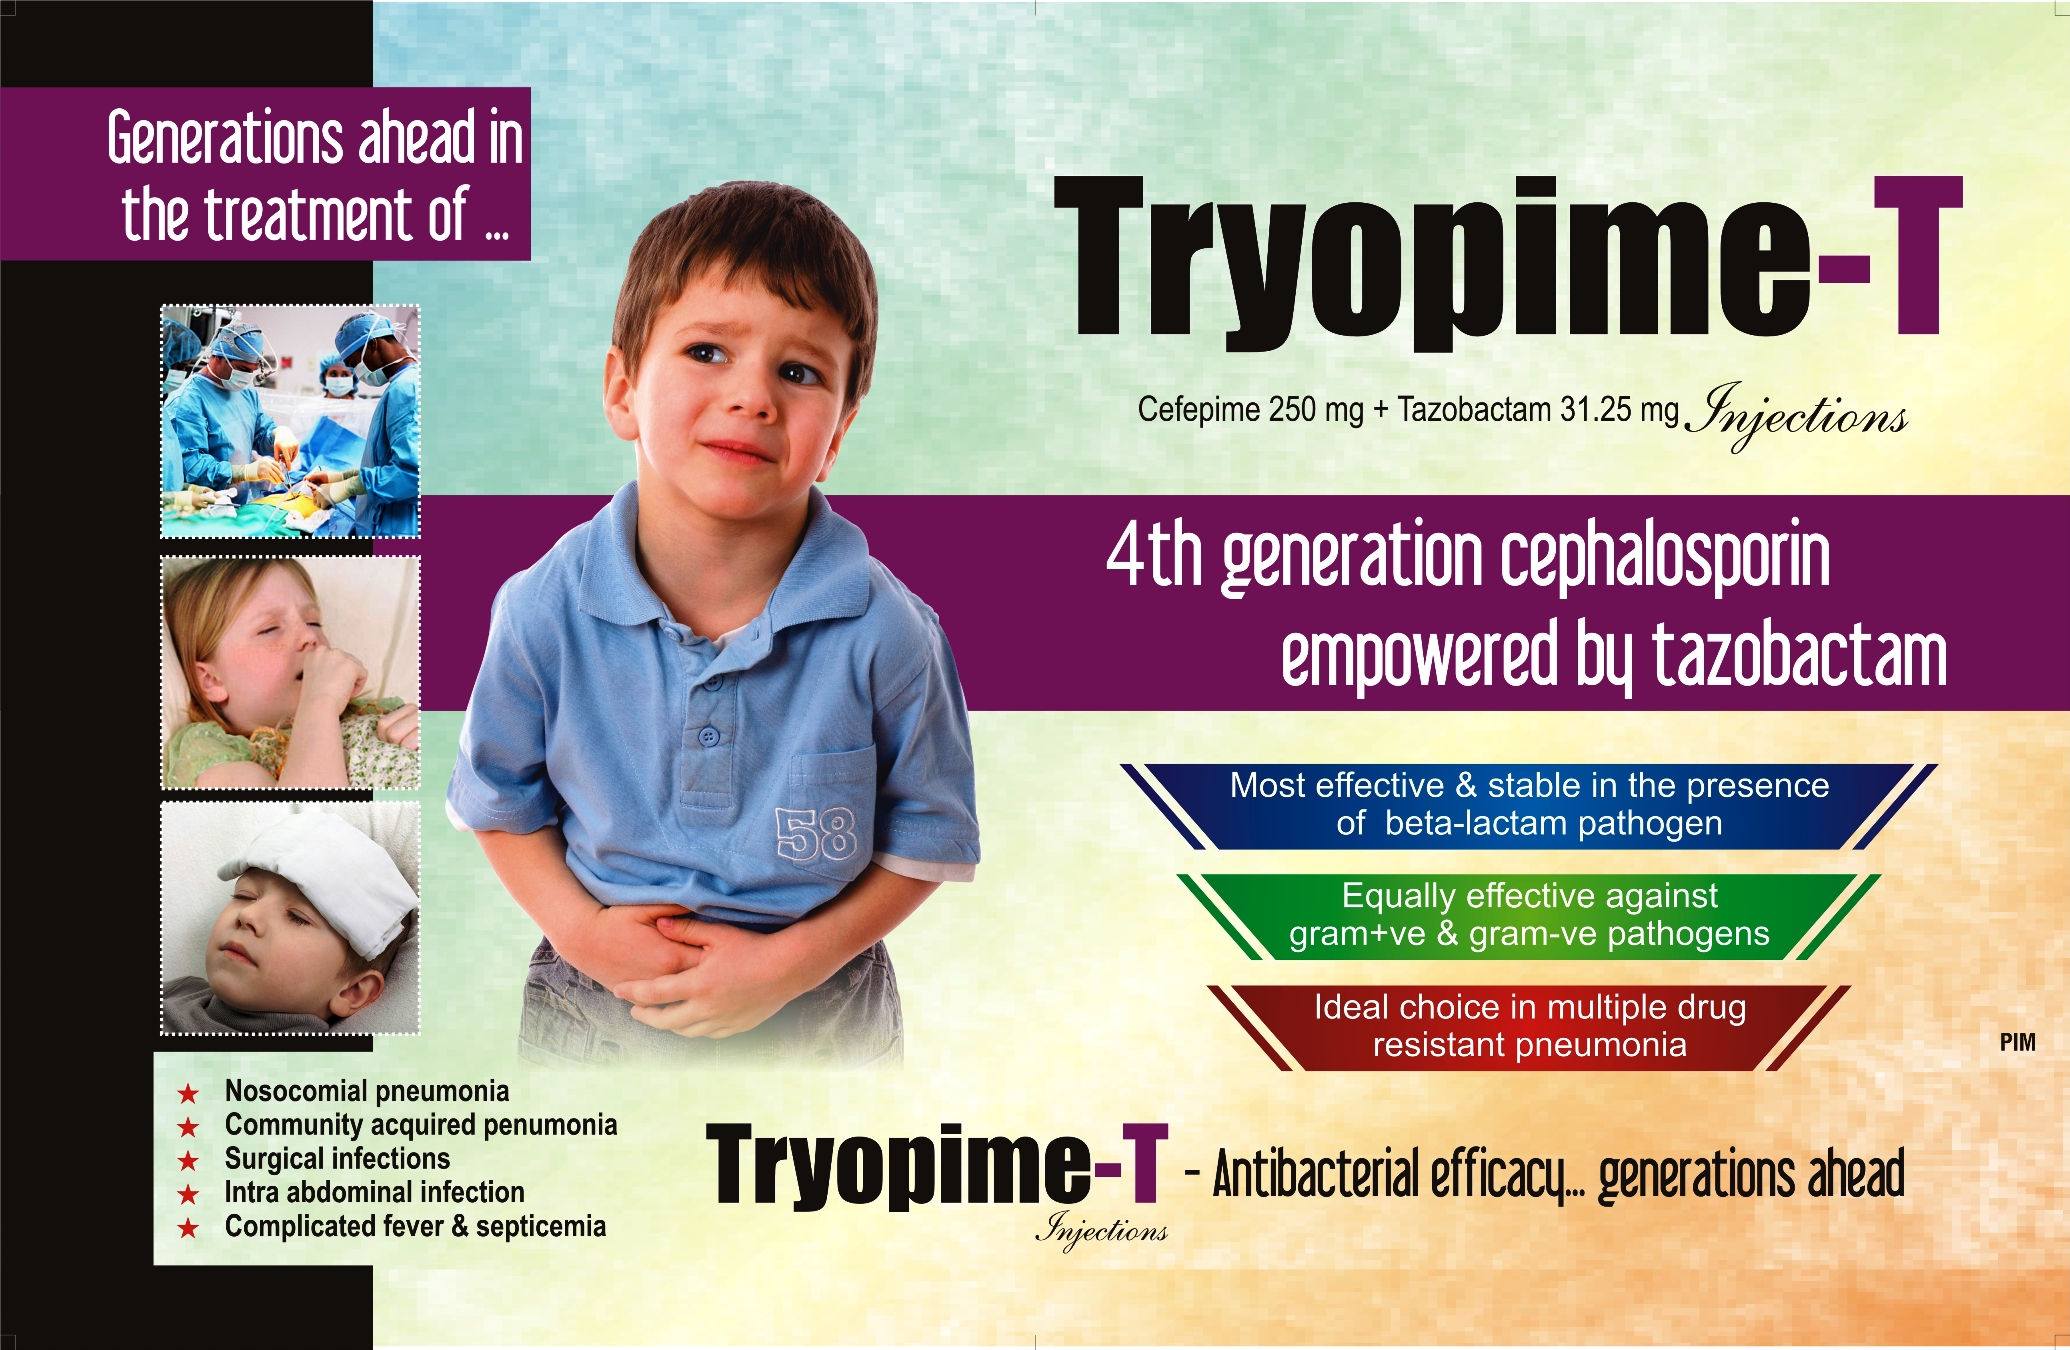 Generations ahead in
the treatment of ...
Tryopime-T
Cefepime 250 mg + Tazobactam 31.25 mg Injections
4th generation cephalosporin
empowered by tazobactam
58
Most effective & stable in the presence
of beta-lactam pathogen
Equally effective against
gram+ve & gram-ve pathogens
Ideal choice in multiple drug
resistant pneumonia
PIM
★ Nosocomial pneumonia
★ Community acquired penumonia
★ Surgical infections
★ Intra abdominal infection
★ Complicated fever & septicemia
Tryopime-T - Antibacterial efficacy... generations ahead
Injections